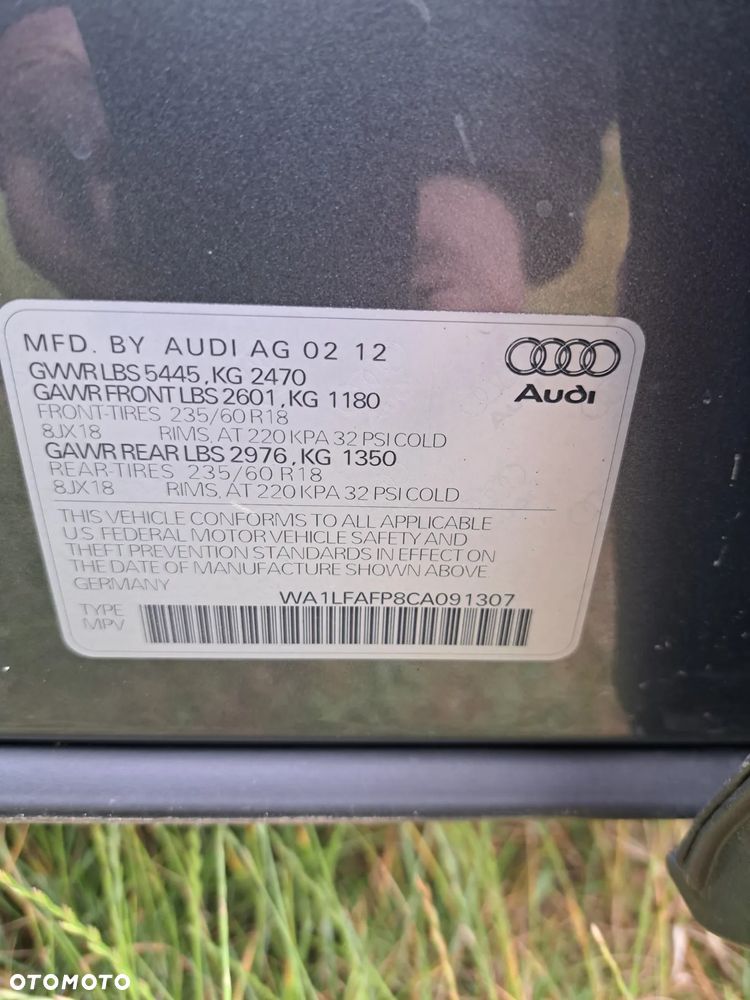 MFD. BY AUDI AG 02 12
GVWR LBS 5445, KG 2470
GAWR FRONT LBS 2601, KG 1180
FRONT-TIRES 235/60 R18
8JX18 RIMS, AT 220 KPA 32 PSI COLD
GAWR REAR LBS 2976, KG 1350
REAR-TIRES 235/60 R18
8JX18 RIMS, AT 220 KPA 32 PSI COLD
Audi
THIS VEHICLE CONFORMS TO ALL APPLICABLE
U.S. FEDERAL MOTOR VEHICLE SAFETY AND
THEFT PREVENTION STANDARDS IN EFFECT ON
THE DATE OF MANUFACTURE SHOWN ABOVE.
GERMANY
WA1LFAFP8CA091307
TYPE
MPV
OTOMOTO